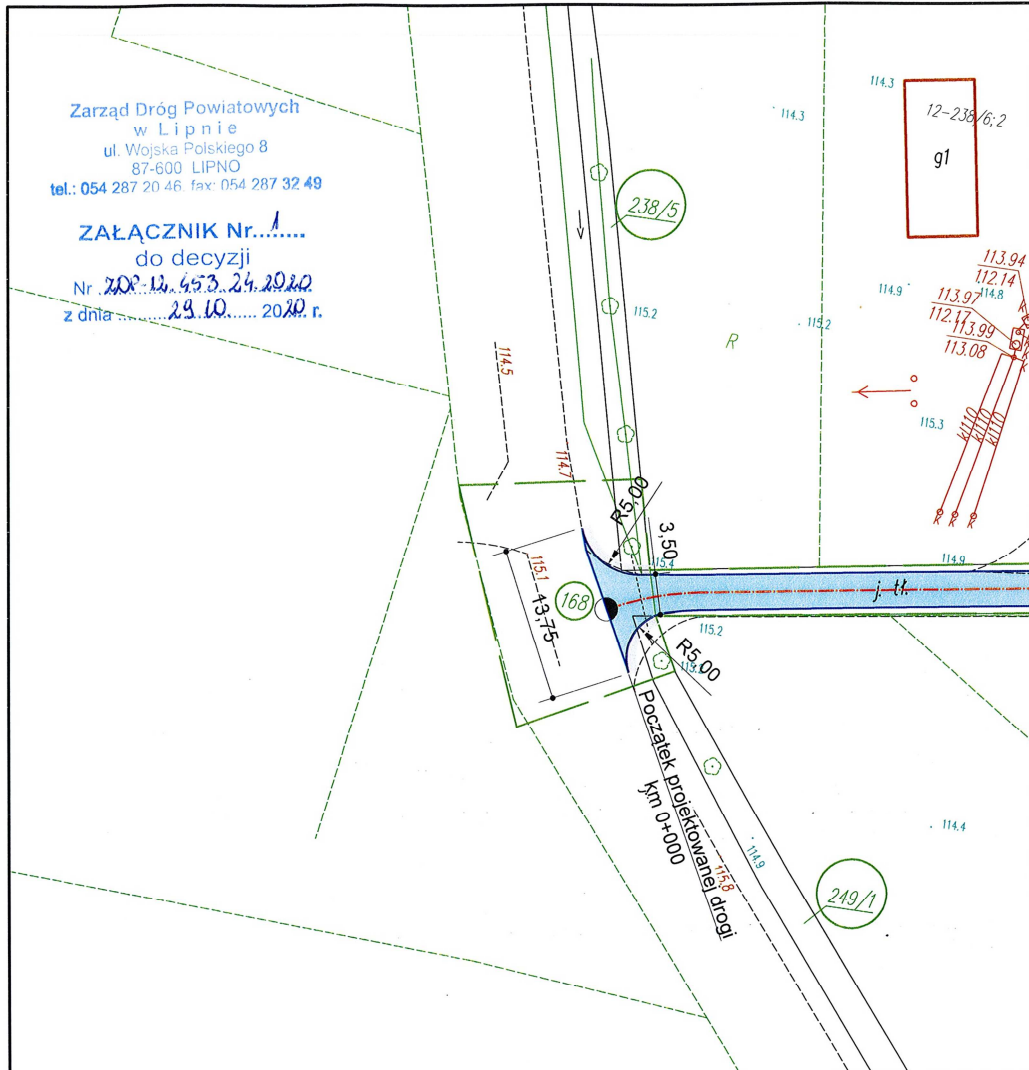 Zarząd Dróg Powiatowych
w Lipnie
ul. Wojska Polskiego 8
87-600 LIPNO
tel.: 054 287 20 46, fax: 054 287 32 49
ZAŁĄCZNIK Nr...1.....
do decyzji
Nr ZDP-12.453.24.2020
z dnia ......29.10...... 2020 r.
114.3
114.3
12-238/6;2
g1
238/5
113.94
112.14
114.9
114.8
113.97
112.17
113.99
113.08
115.2
115.2
R
k
k
k
k
115.3
kl110
kl110
kl110
k
k
k
114.5
114.7
R5,00
3,50
115.4
114.9
115.1
13,75
168
j. tł.
115.2
R5,00
115.2
Początek projektowanej drogi
km 0+000
115.8
114.9
114.4
249/1